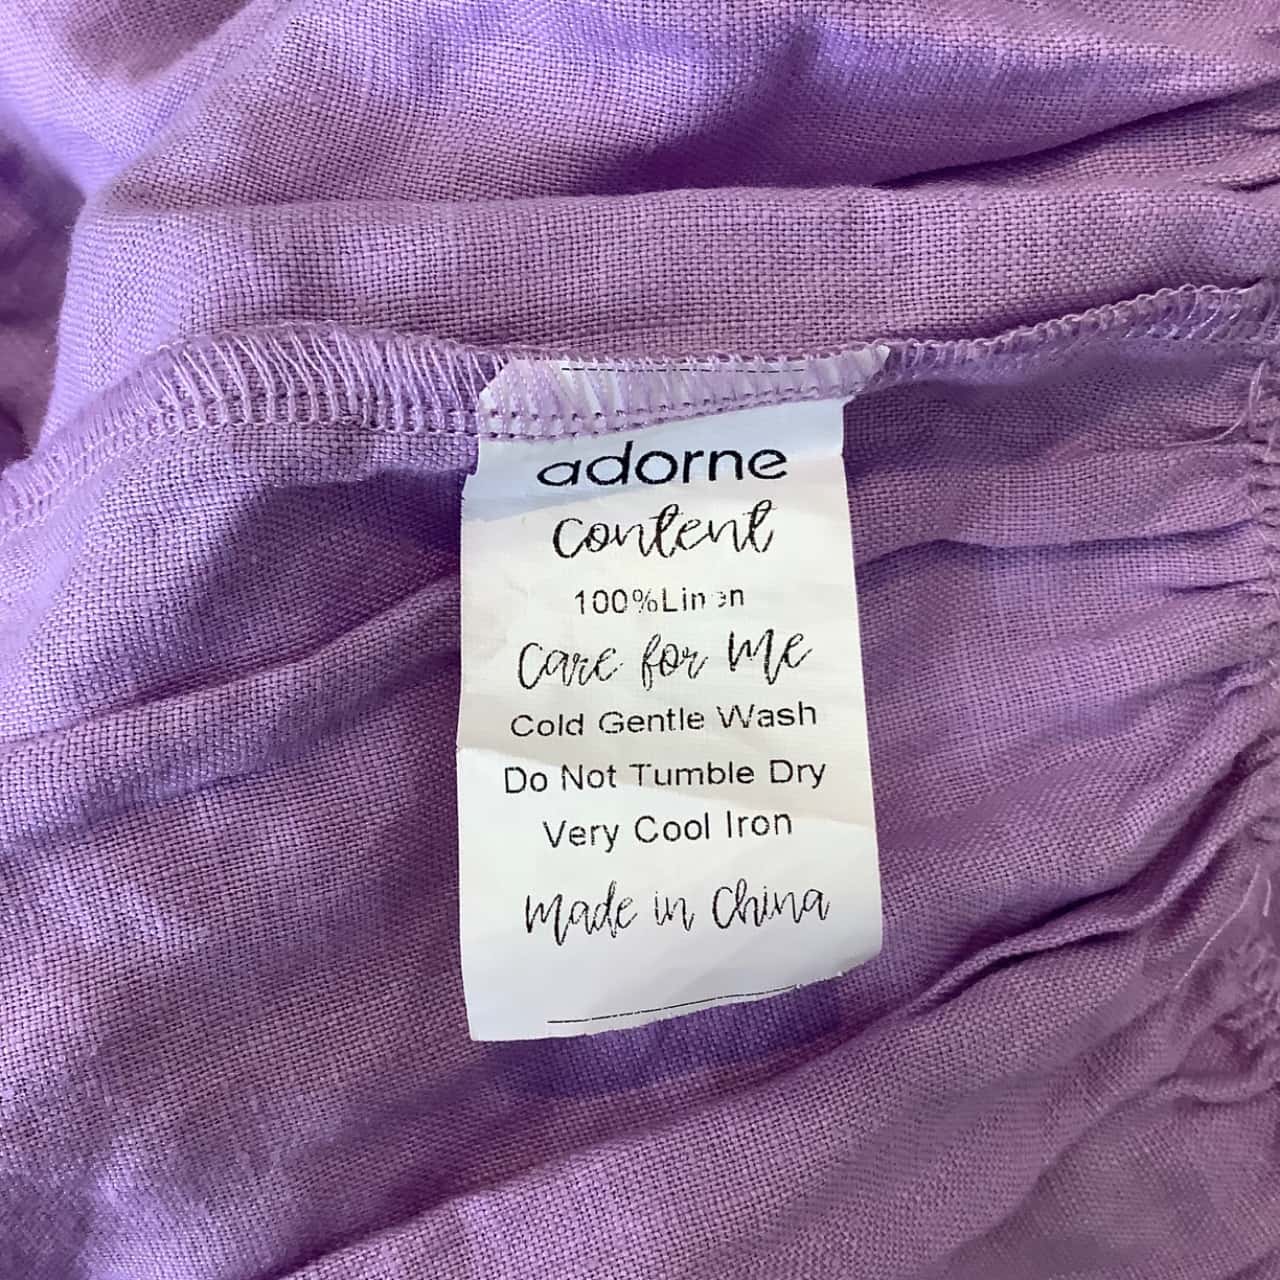 adorne
content
100%Linen
Care for Me
Cold Gentle Wash
Do Not Tumble Dry
Very Cool Iron
Made in China